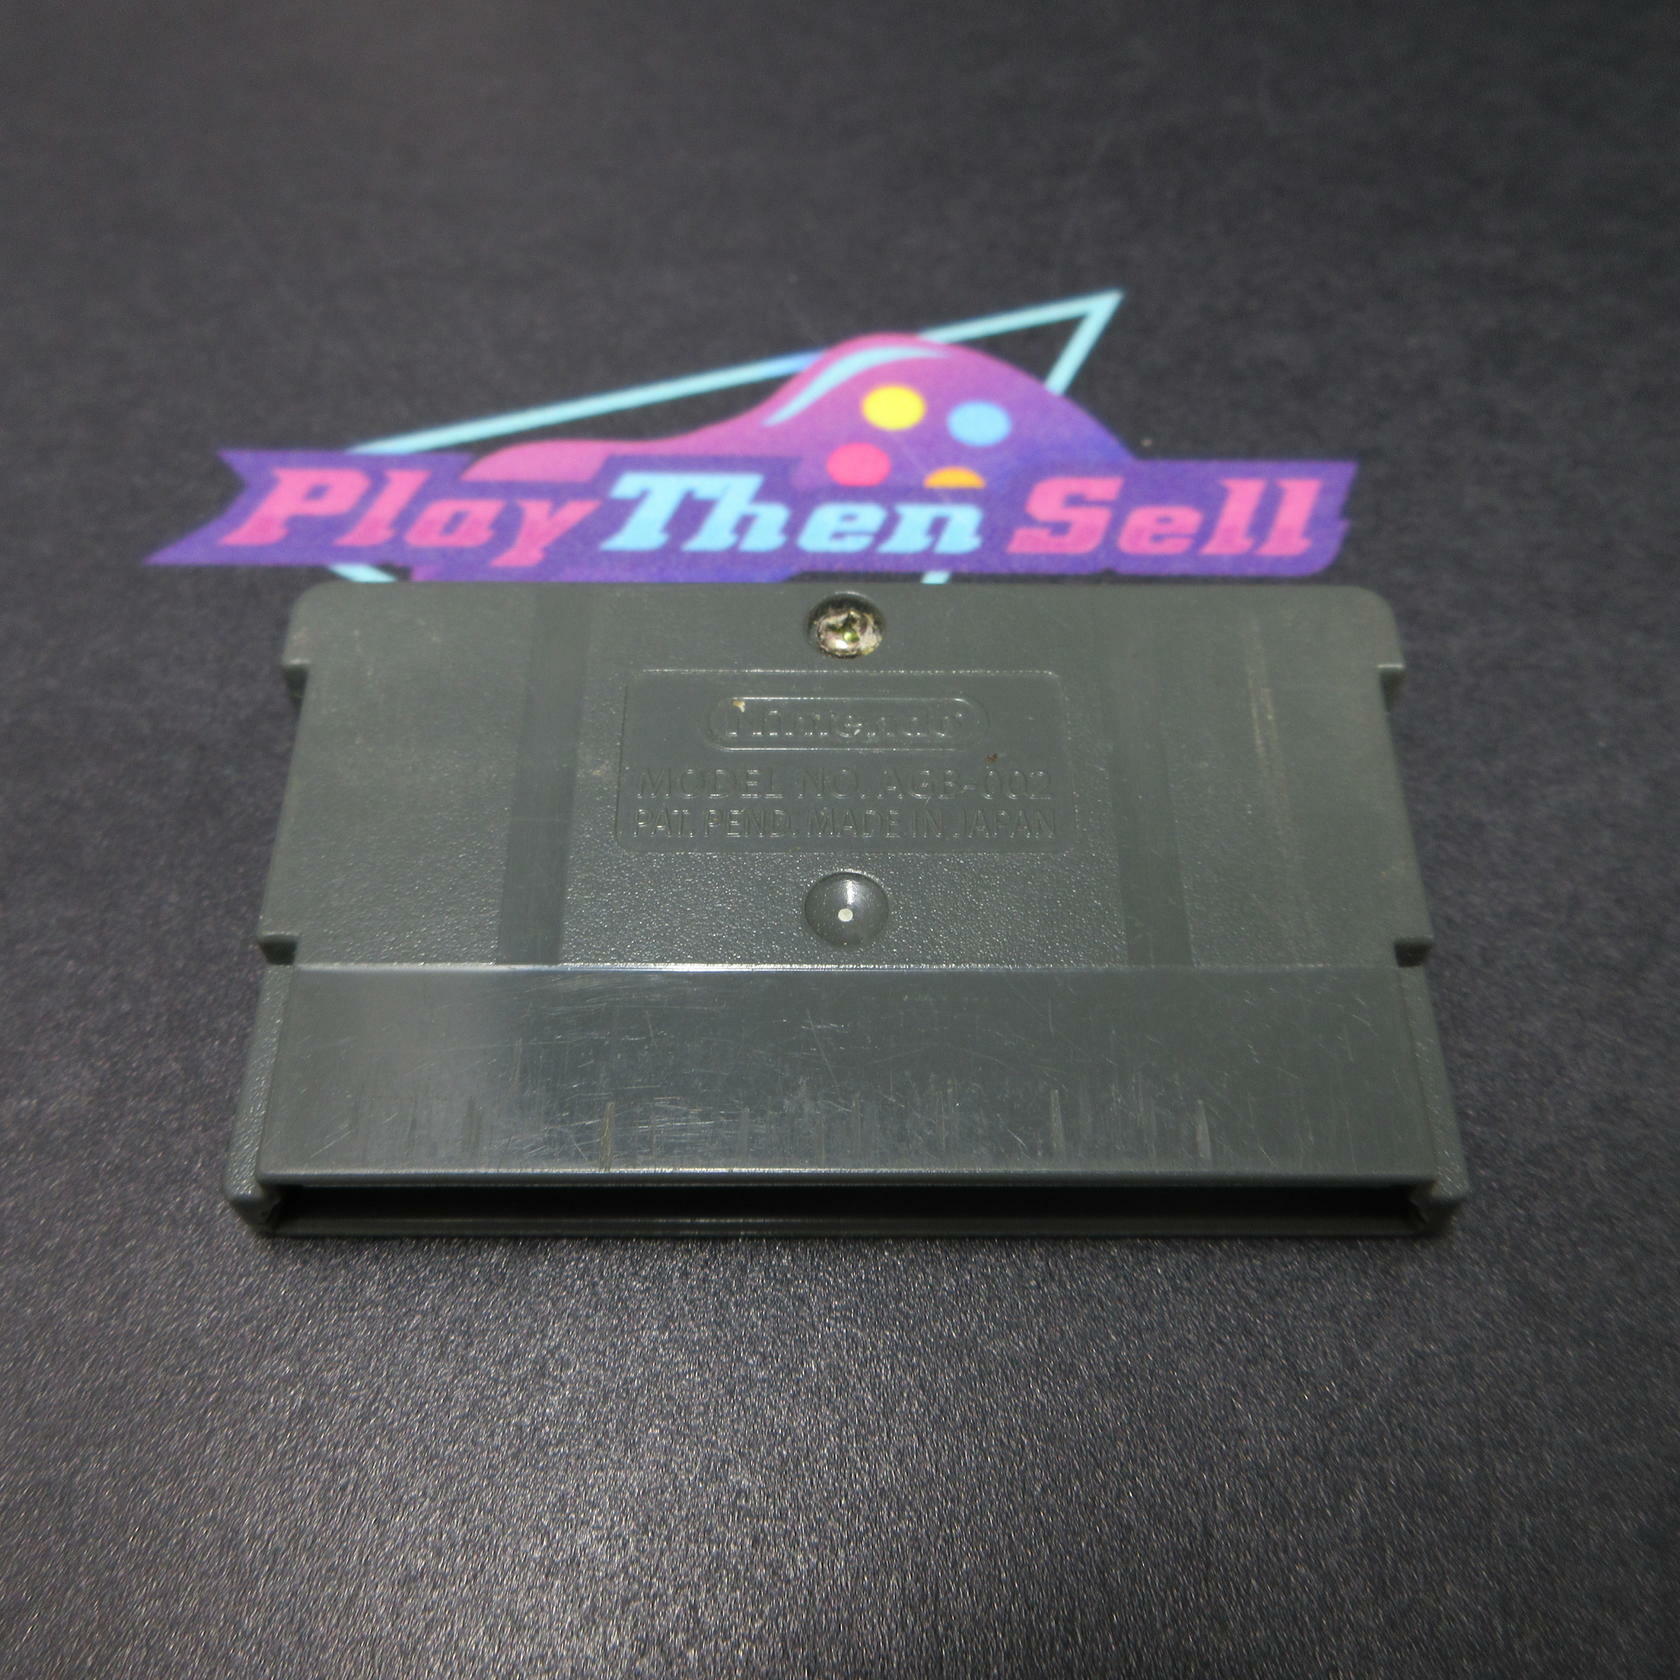 Play Then Sell
Nintendo
MODEL NO. AGB-002
PAT. PEND. MADE IN JAPAN